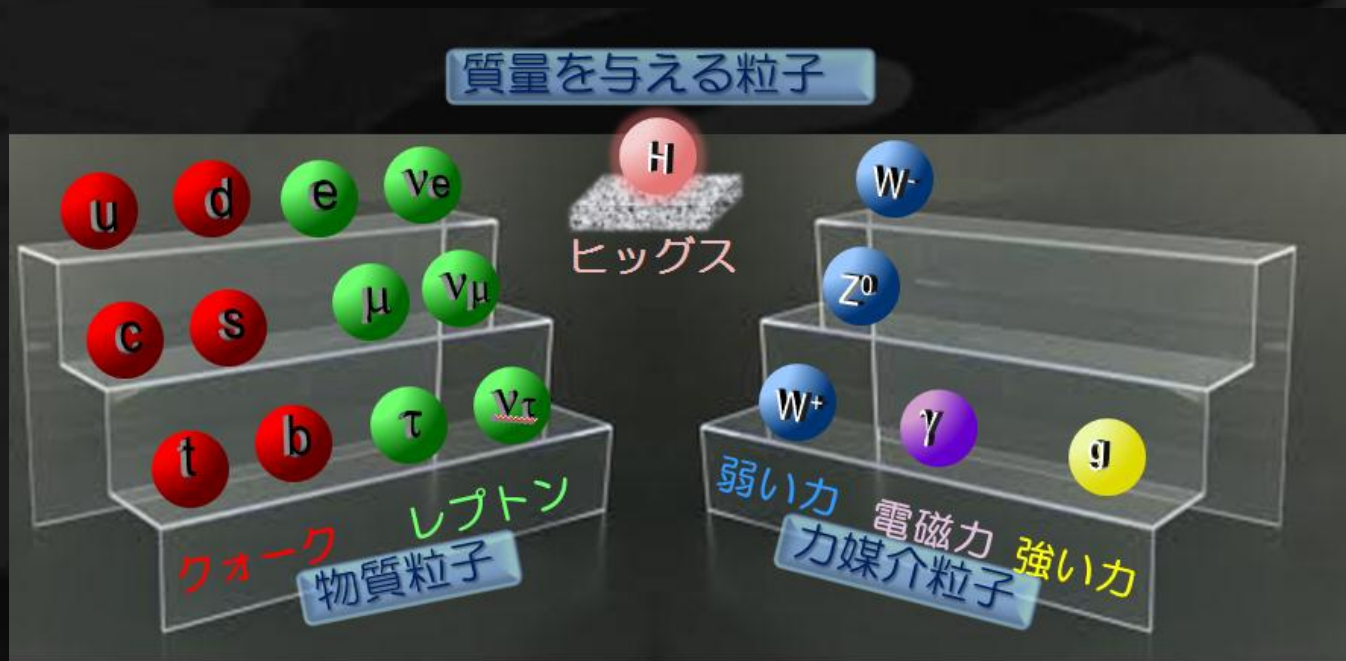 質量を与える粒子
H
ヒッグス
u d e νe
c s μ νμ
t b τ ντ
クォーク
レプトン
物質粒子
W-
Z0
W+ γ g
弱い力
電磁力
強い力
力媒介粒子